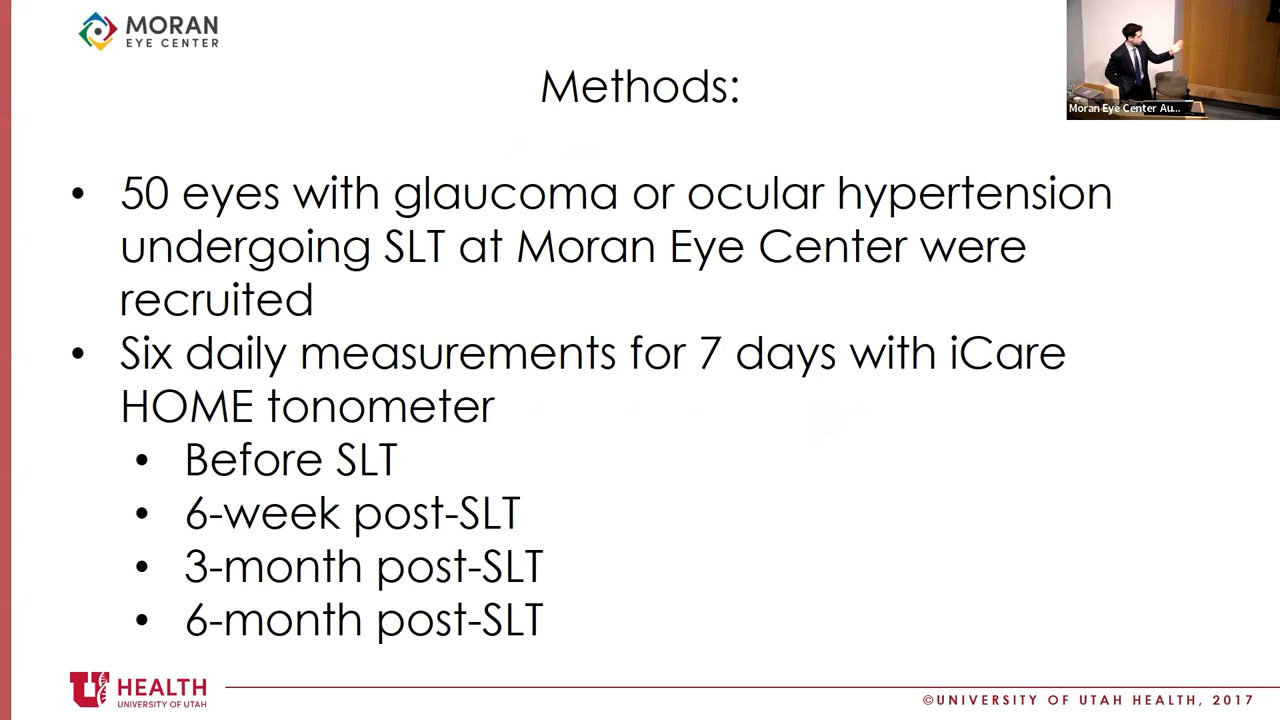 MORAN
EYE CENTER
Moran Eye Center Au...
Methods:
• 50 eyes with glaucoma or ocular hypertension
undergoing SLT at Moran Eye Center were
recruited
• Six daily measurements for 7 days with iCare
HOME tonometer
• Before SLT
• 6-week post-SLT
• 3-month post-SLT
• 6-month post-SLT
U HEALTH
UNIVERSITY OF UTAH
©UNIVERSITY OF UTAH HEALTH, 2017